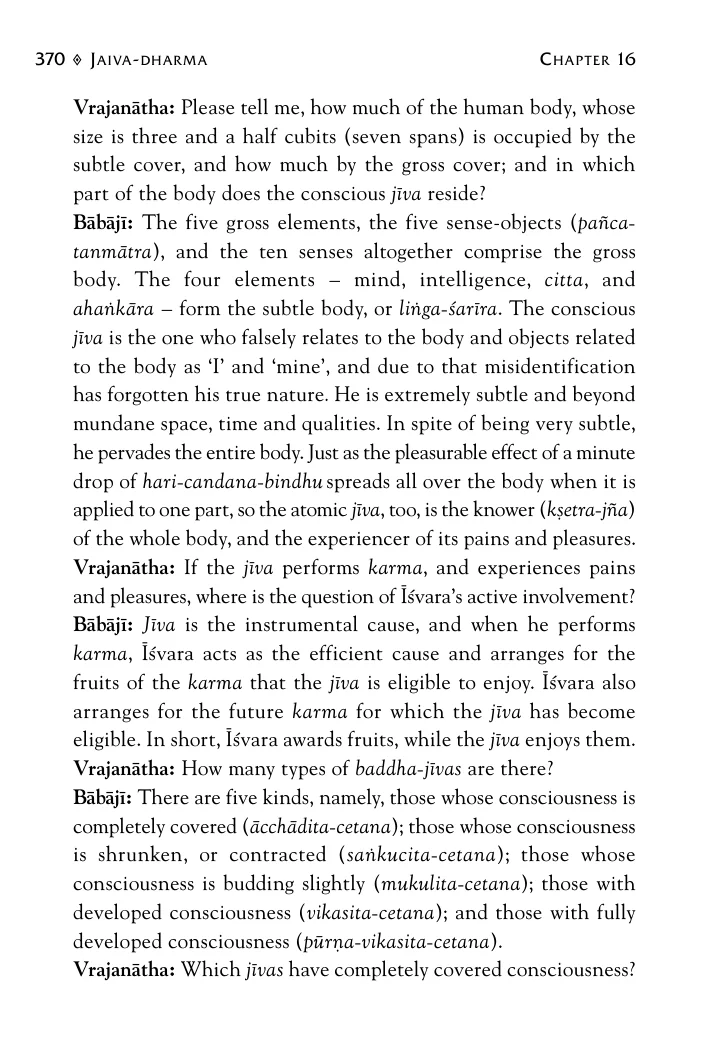 370 ◊ JAIVA-DHARMA CHAPTER 16
Vrajanātha: Please tell me, how much of the human body, whose
size is three and a half cubits (seven spans) is occupied by the
subtle cover, and how much by the gross cover; and in which
part of the body does the conscious jīva reside?
Bābājī: The five gross elements, the five sense-objects (pañca-
tanmātra), and the ten senses altogether comprise the gross
body. The four elements – mind, intelligence, citta, and
ahaṅkāra – form the subtle body, or liṅga-śarīra. The conscious
jīva is the one who falsely relates to the body and objects related
to the body as ‘I’ and ‘mine’, and due to that misidentification
has forgotten his true nature. He is extremely subtle and beyond
mundane space, time and qualities. In spite of being very subtle,
he pervades the entire body. Just as the pleasurable effect of a minute
drop of hari-candana-bindhu spreads all over the body when it is
applied to one part, so the atomic jīva, too, is the knower (kṣetra-jña)
of the whole body, and the experiencer of its pains and pleasures.
Vrajanātha: If the jīva performs karma, and experiences pains
and pleasures, where is the question of Īśvara’s active involvement?
Bābājī: Jīva is the instrumental cause, and when he performs
karma, Īśvara acts as the efficient cause and arranges for the
fruits of the karma that the jīva is eligible to enjoy. Īśvara also
arranges for the future karma for which the jīva has become
eligible. In short, Īśvara awards fruits, while the jīva enjoys them.
Vrajanātha: How many types of baddha-jīvas are there?
Bābājī: There are five kinds, namely, those whose consciousness is
completely covered (ācchādita-cetana); those whose consciousness
is shrunken, or contracted (saṅkucita-cetana); those whose
consciousness is budding slightly (mukulita-cetana); those with
developed consciousness (vikasita-cetana); and those with fully
developed consciousness (pūrṇa-vikasita-cetana).
Vrajanātha: Which jīvas have completely covered consciousness?